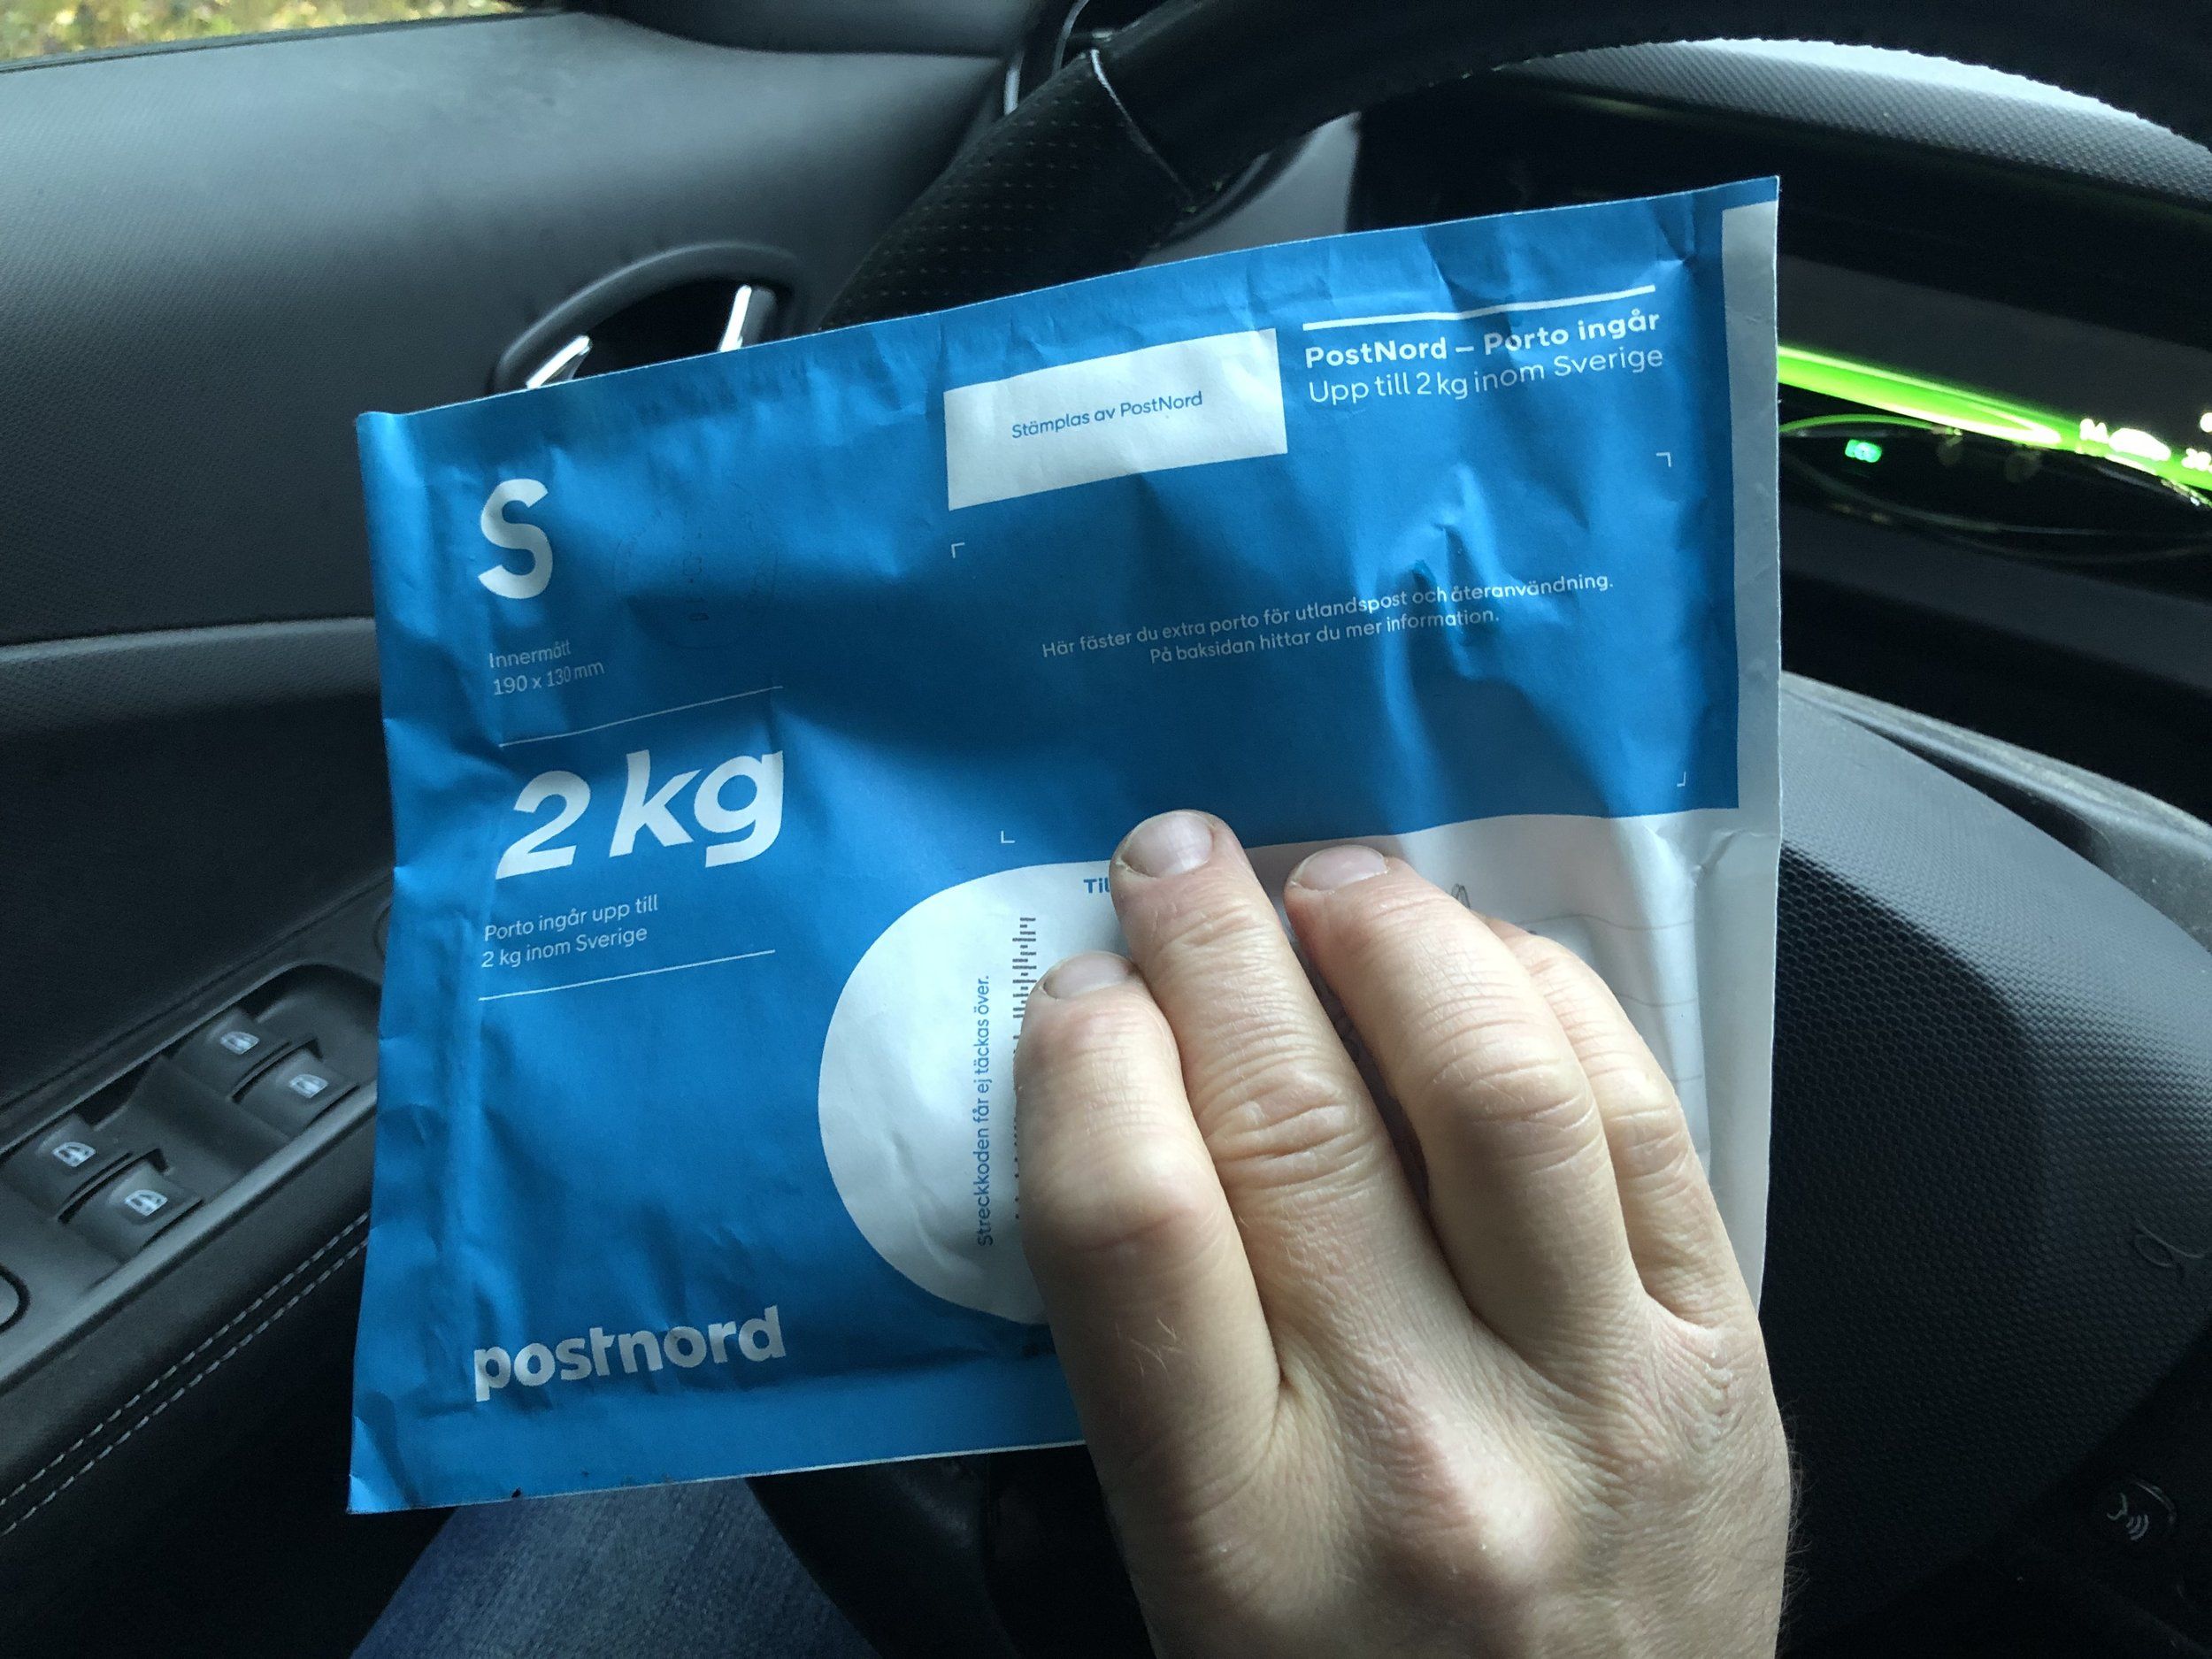 PostNord – Porto ingår
Upp till 2 kg inom Sverige
Stämplas av PostNord
S
Innermått
190 x 130 mm
Här fäster du extra porto för utlandspost och återanvändning.
På baksidan hittar du mer information.
2 kg
Porto ingår upp till
2 kg inom Sverige
Streckkoden får ej täckas över.
postnord